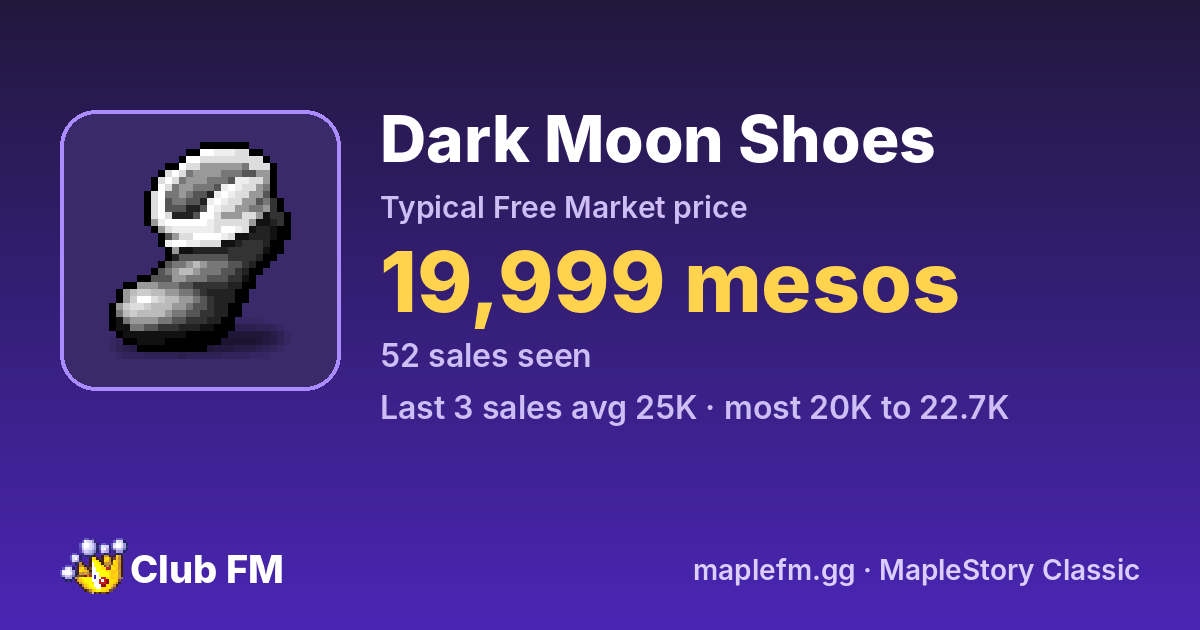 Dark Moon Shoes
Typical Free Market price
19,999 mesos
52 sales seen
Last 3 sales avg 25K · most 20K to 22.7K
Club FM
maplefm.gg · MapleStory Classic